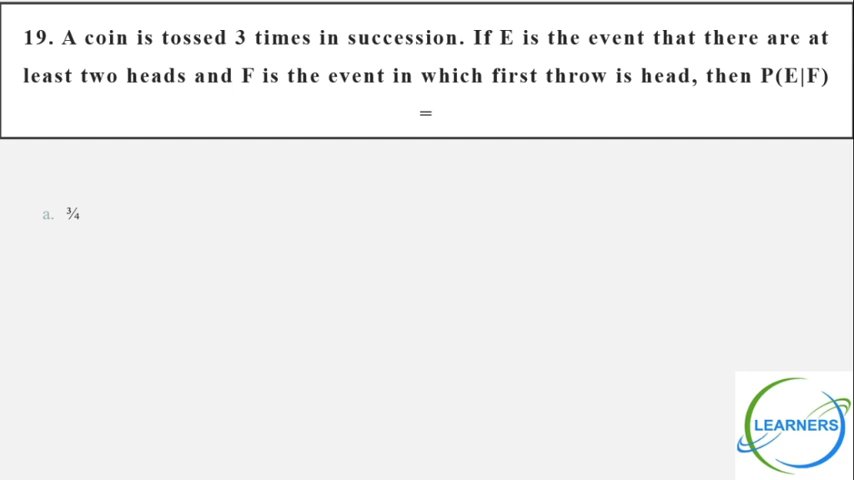 19. A coin is tossed 3 times in succession. If E is the event that there are at
least two heads and F is the event in which first throw is head, then P(E|F)
=
a. ¾
LEARNERS